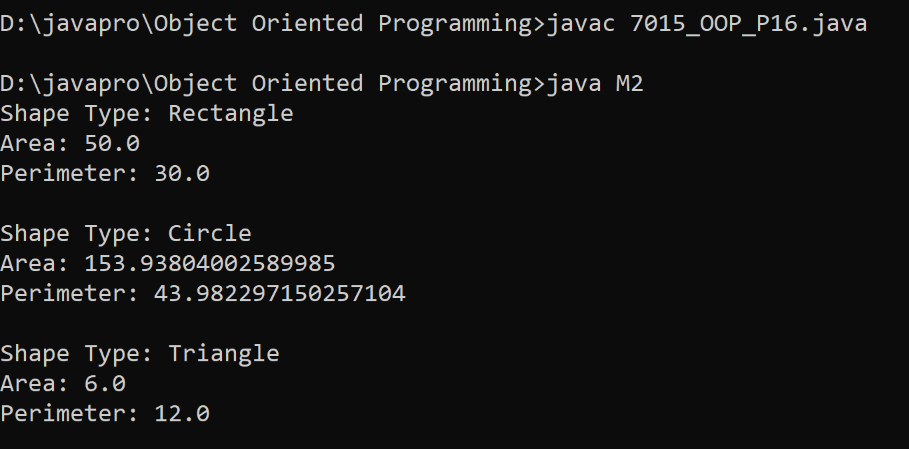 D:\javapro\Object Oriented Programming>javac 7015_OOP_P16.java
D:\javapro\Object Oriented Programming>java M2
Shape Type: Rectangle
Area: 50.0
Perimeter: 30.0
Shape Type: Circle
Area: 153.93804002589985
Perimeter: 43.982297150257104
Shape Type: Triangle
Area: 6.0
Perimeter: 12.0